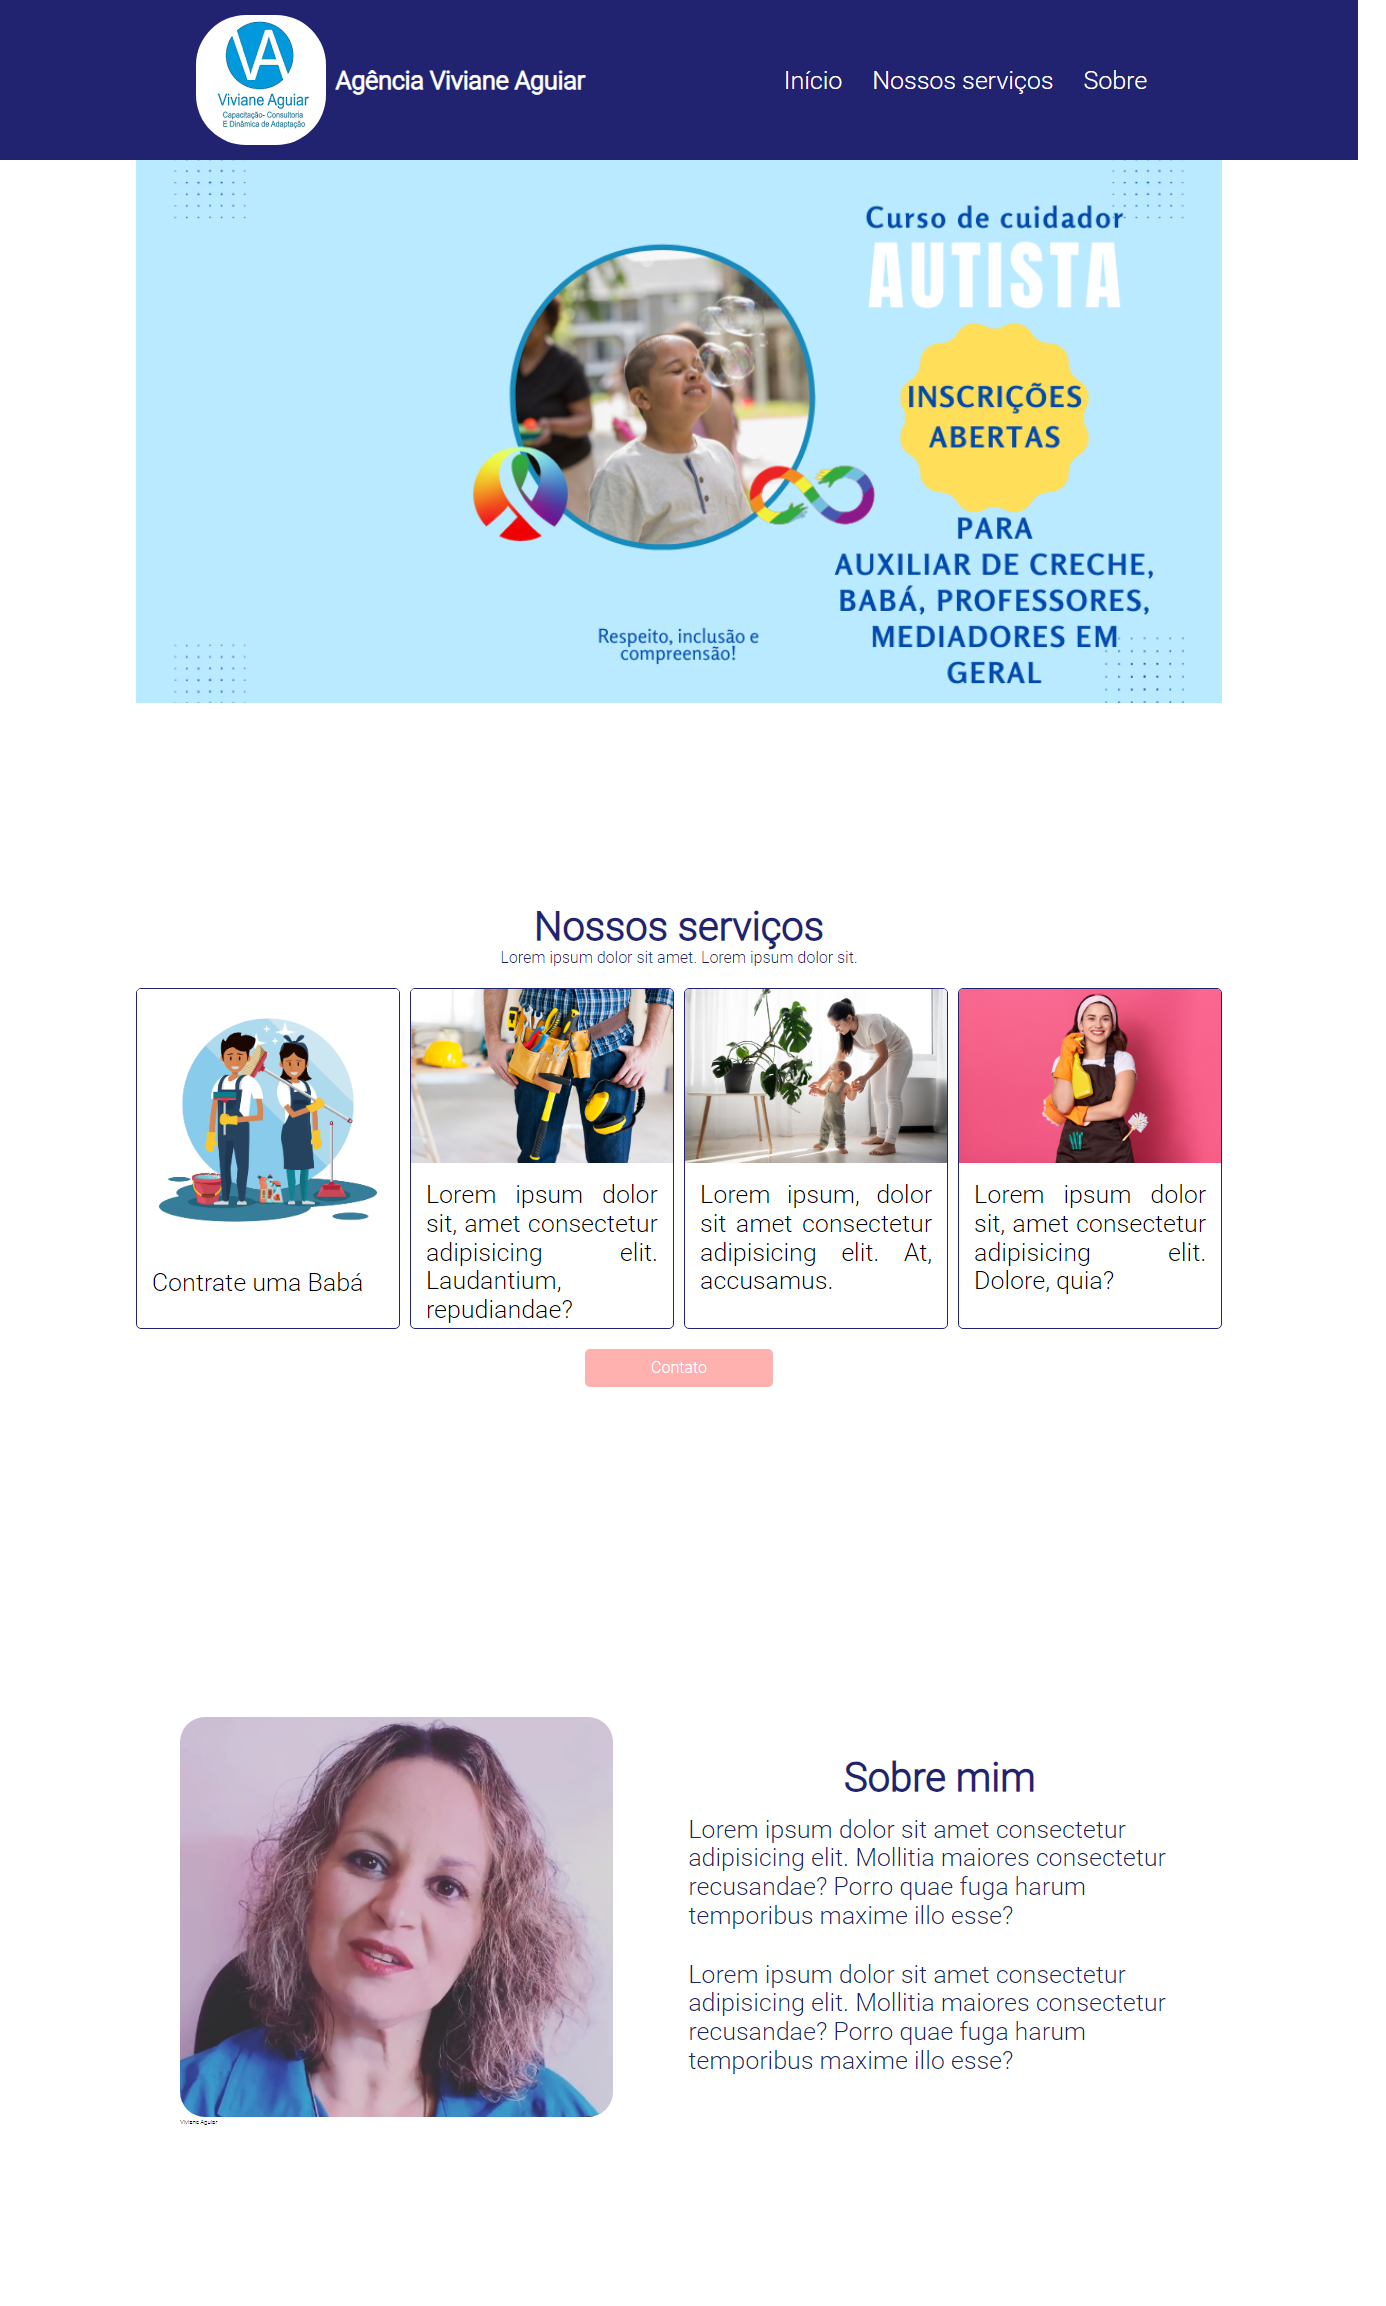 VA
Viviane Aguiar
Capacitação- Consultoria
E Dinâmica de Adaptação
Agência Viviane Aguiar
Início
Nossos serviços
Sobre
Curso de cuidador
AUTISTA
INSCRIÇÕES
ABERTAS
PARA
AUXILIAR DE CRECHE,
BABÁ, PROFESSORES,
MEDIADORES EM
GERAL
Respeito, inclusão e
compreensão!
Nossos serviços
Lorem ipsum dolor sit amet. Lorem ipsum dolor sit.
Contrate uma Babá
Lorem ipsum dolor
sit, amet consectetur
adipisicing elit.
Laudantium,
repudiandae?
Lorem ipsum, dolor
sit amet consectetur
adipisicing elit. At,
accusamus.
Lorem ipsum dolor
sit, amet consectetur
adipisicing elit.
Dolore, quia?
Contato
Sobre mim
Lorem ipsum dolor sit amet consectetur
adipisicing elit. Mollitia maiores consectetur
recusandae? Porro quae fuga harum
temporibus maxime illo esse?
Lorem ipsum dolor sit amet consectetur
adipisicing elit. Mollitia maiores consectetur
recusandae? Porro quae fuga harum
temporibus maxime illo esse?
Viviane Aguiar